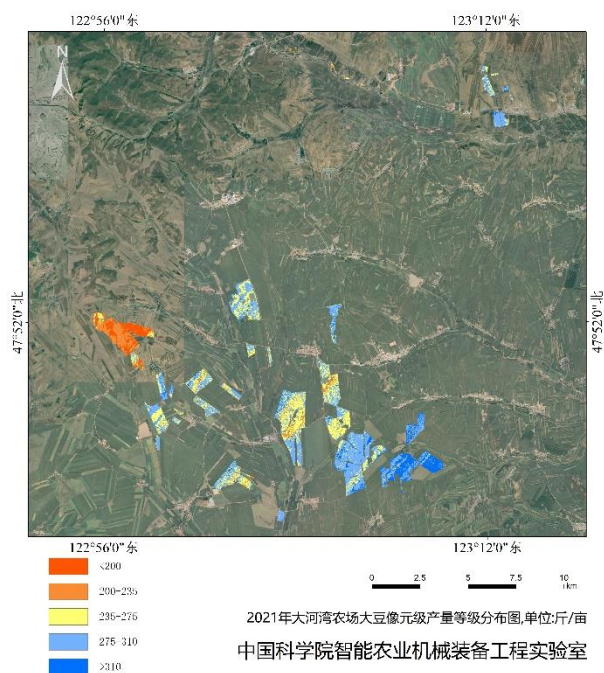 122°56′0″东
123°12′0″东
N
47°52′0″北
47°52′0″北
122°56′0″东
123°12′0″东
<200
200-235
235-275
275-310
>310
0 2.5 5 7.5 10
km
2021年大河湾农场大豆像元级产量等级分布图,单位:斤/亩
中国科学院智能农业机械装备工程实验室